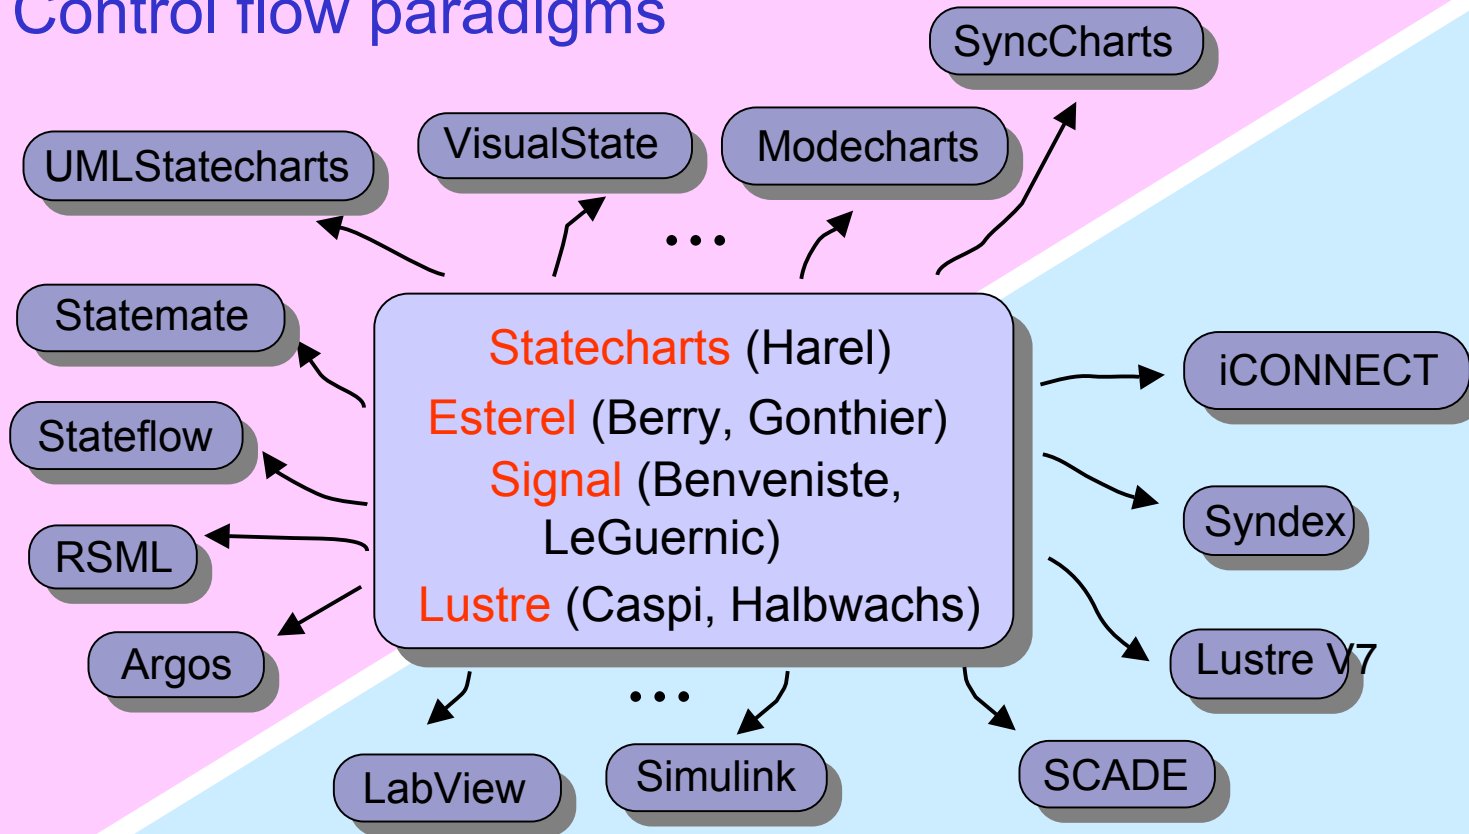 Control flow paradigms
SyncCharts
UMLStatecharts
VisualState
Modecharts
...
Statemate
Stateflow
RSML
Argos
Statecharts (Harel)
Esterel (Berry, Gonthier)
Signal (Benveniste,
LeGuernic)
Lustre (Caspi, Halbwachs)
iCONNECT
Syndex
Lustre V7
...
LabView
Simulink
SCADE